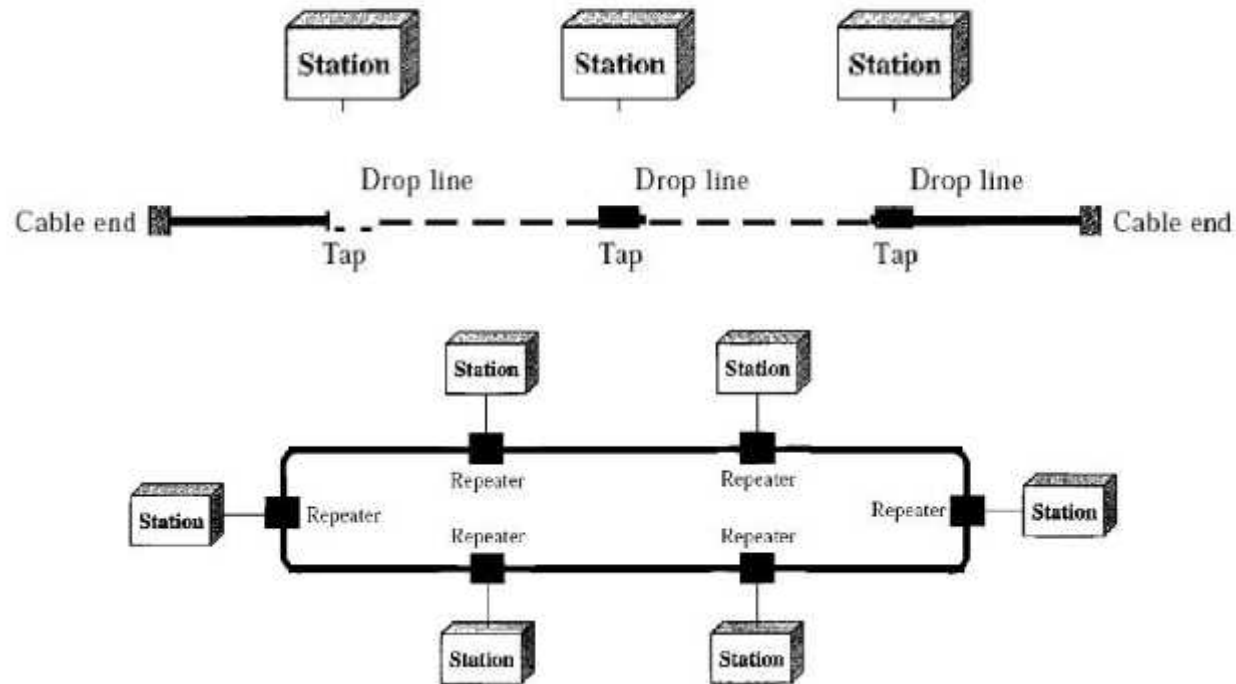 Station Station Station
Drop line Drop line Drop line
Cable end Cable end
Tap Tap Tap
Station Station
Repeater Repeater
Station Repeater Repeater Station
Repeater Repeater
Station Station